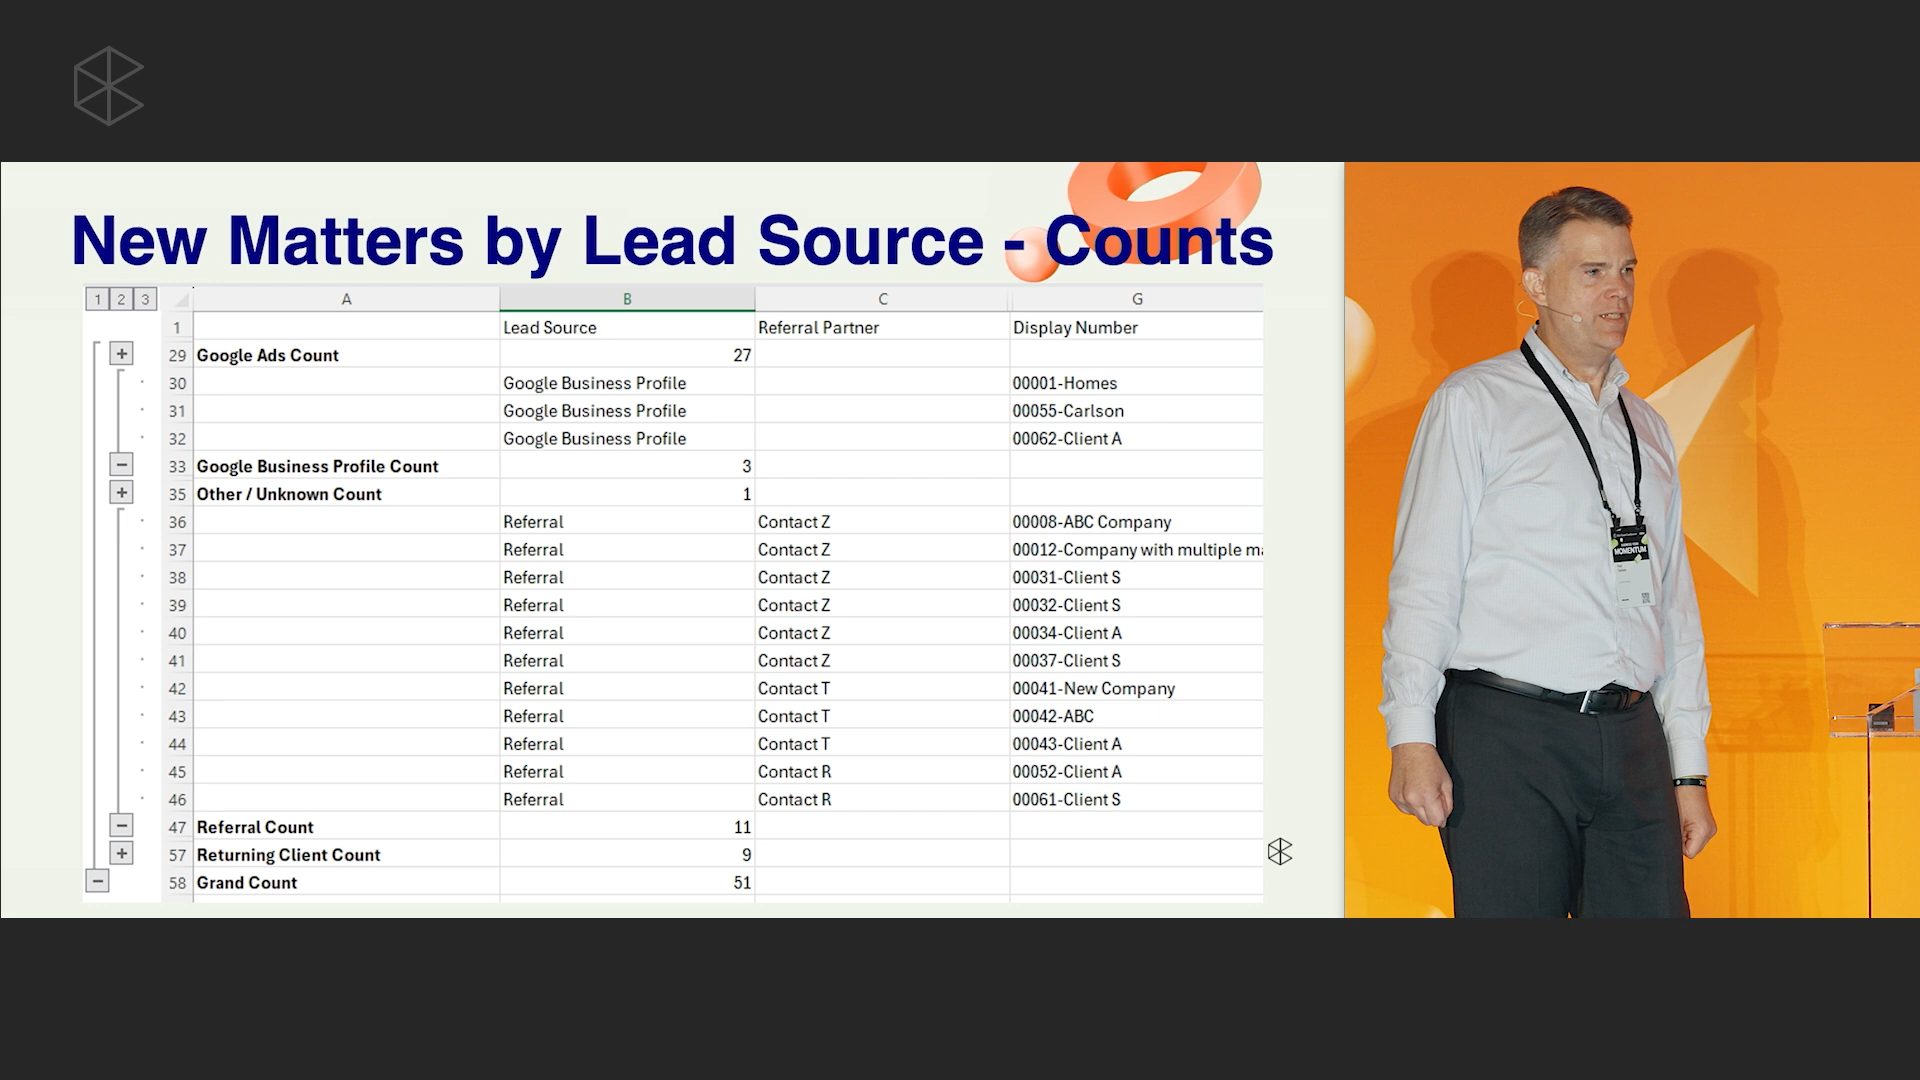 New Matters by Lead Source - Counts
1 2 3 A B C G
1 Lead Source Referral Partner Display Number
29 Google Ads Count 27
30 Google Business Profile 00001-Homes
31 Google Business Profile 00055-Carlson
32 Google Business Profile 00062-Client A
33 Google Business Profile Count 3
35 Other / Unknown Count 1
36 Referral Contact Z 00008-ABC Company
37 Referral Contact Z 00012-Company with multiple m
38 Referral Contact Z 00031-Client S
39 Referral Contact Z 00032-Client S
40 Referral Contact Z 00034-Client A
41 Referral Contact Z 00037-Client S
42 Referral Contact T 00041-New Company
43 Referral Contact T 00042-ABC
44 Referral Contact T 00043-Client A
45 Referral Contact R 00052-Client A
46 Referral Contact R 00061-Client S
47 Referral Count 11
57 Returning Client Count 9
58 Grand Count 51
MOMENTUM